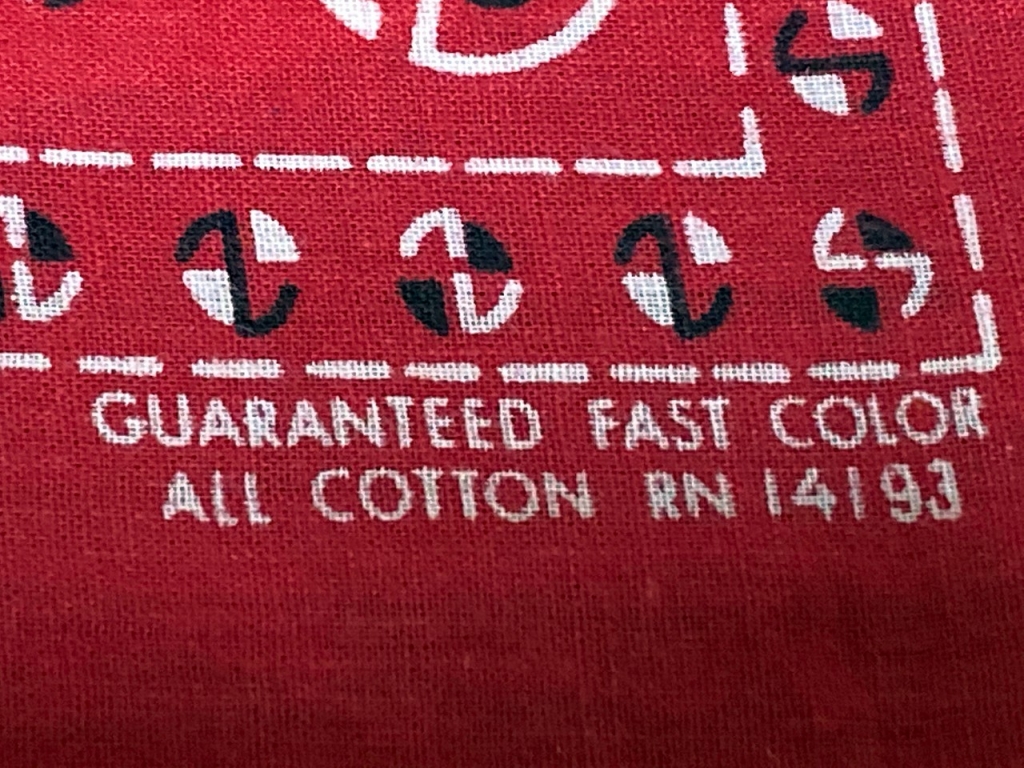 GUARANTEED FAST COLOR
ALL COTTON RN 14193